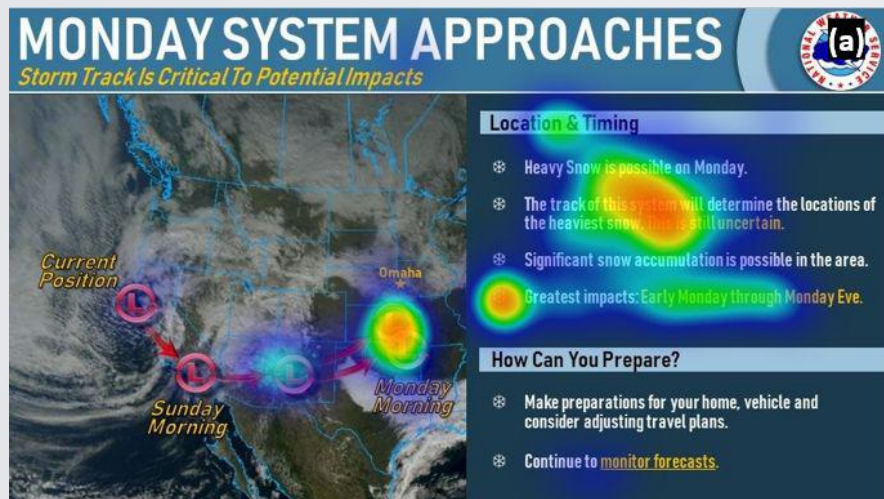 MONDAY SYSTEM APPROACHES
Storm Track Is Critical To Potential Impacts
(a)
NATIONAL WEATHER SERVICE
Location & Timing
Heavy Snow is possible on Monday.
The track of this system will determine the locations of
the heaviest snow. This is still uncertain.
Significant snow accumulation is possible in the area.
Greatest impacts: Early Monday through Monday Eve.
How Can You Prepare?
Make preparations for your home, vehicle and
consider adjusting travel plans.
Continue to monitor forecasts.
Current
Position
L
Omaha
L
L
Sunday
Morning
Monday
Morning